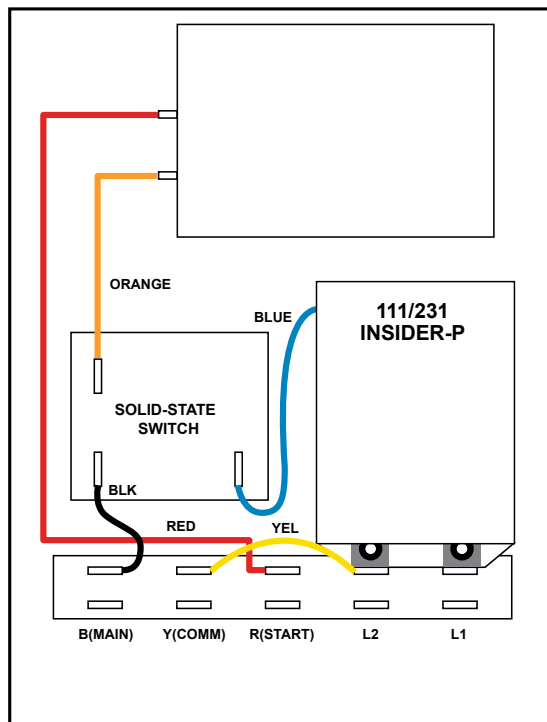 ORANGE
BLUE
111/231
INSIDER-P
SOLID-STATE
SWITCH
BLK
RED
YEL
B(MAIN)
Y(COMM)
R(START)
L2
L1